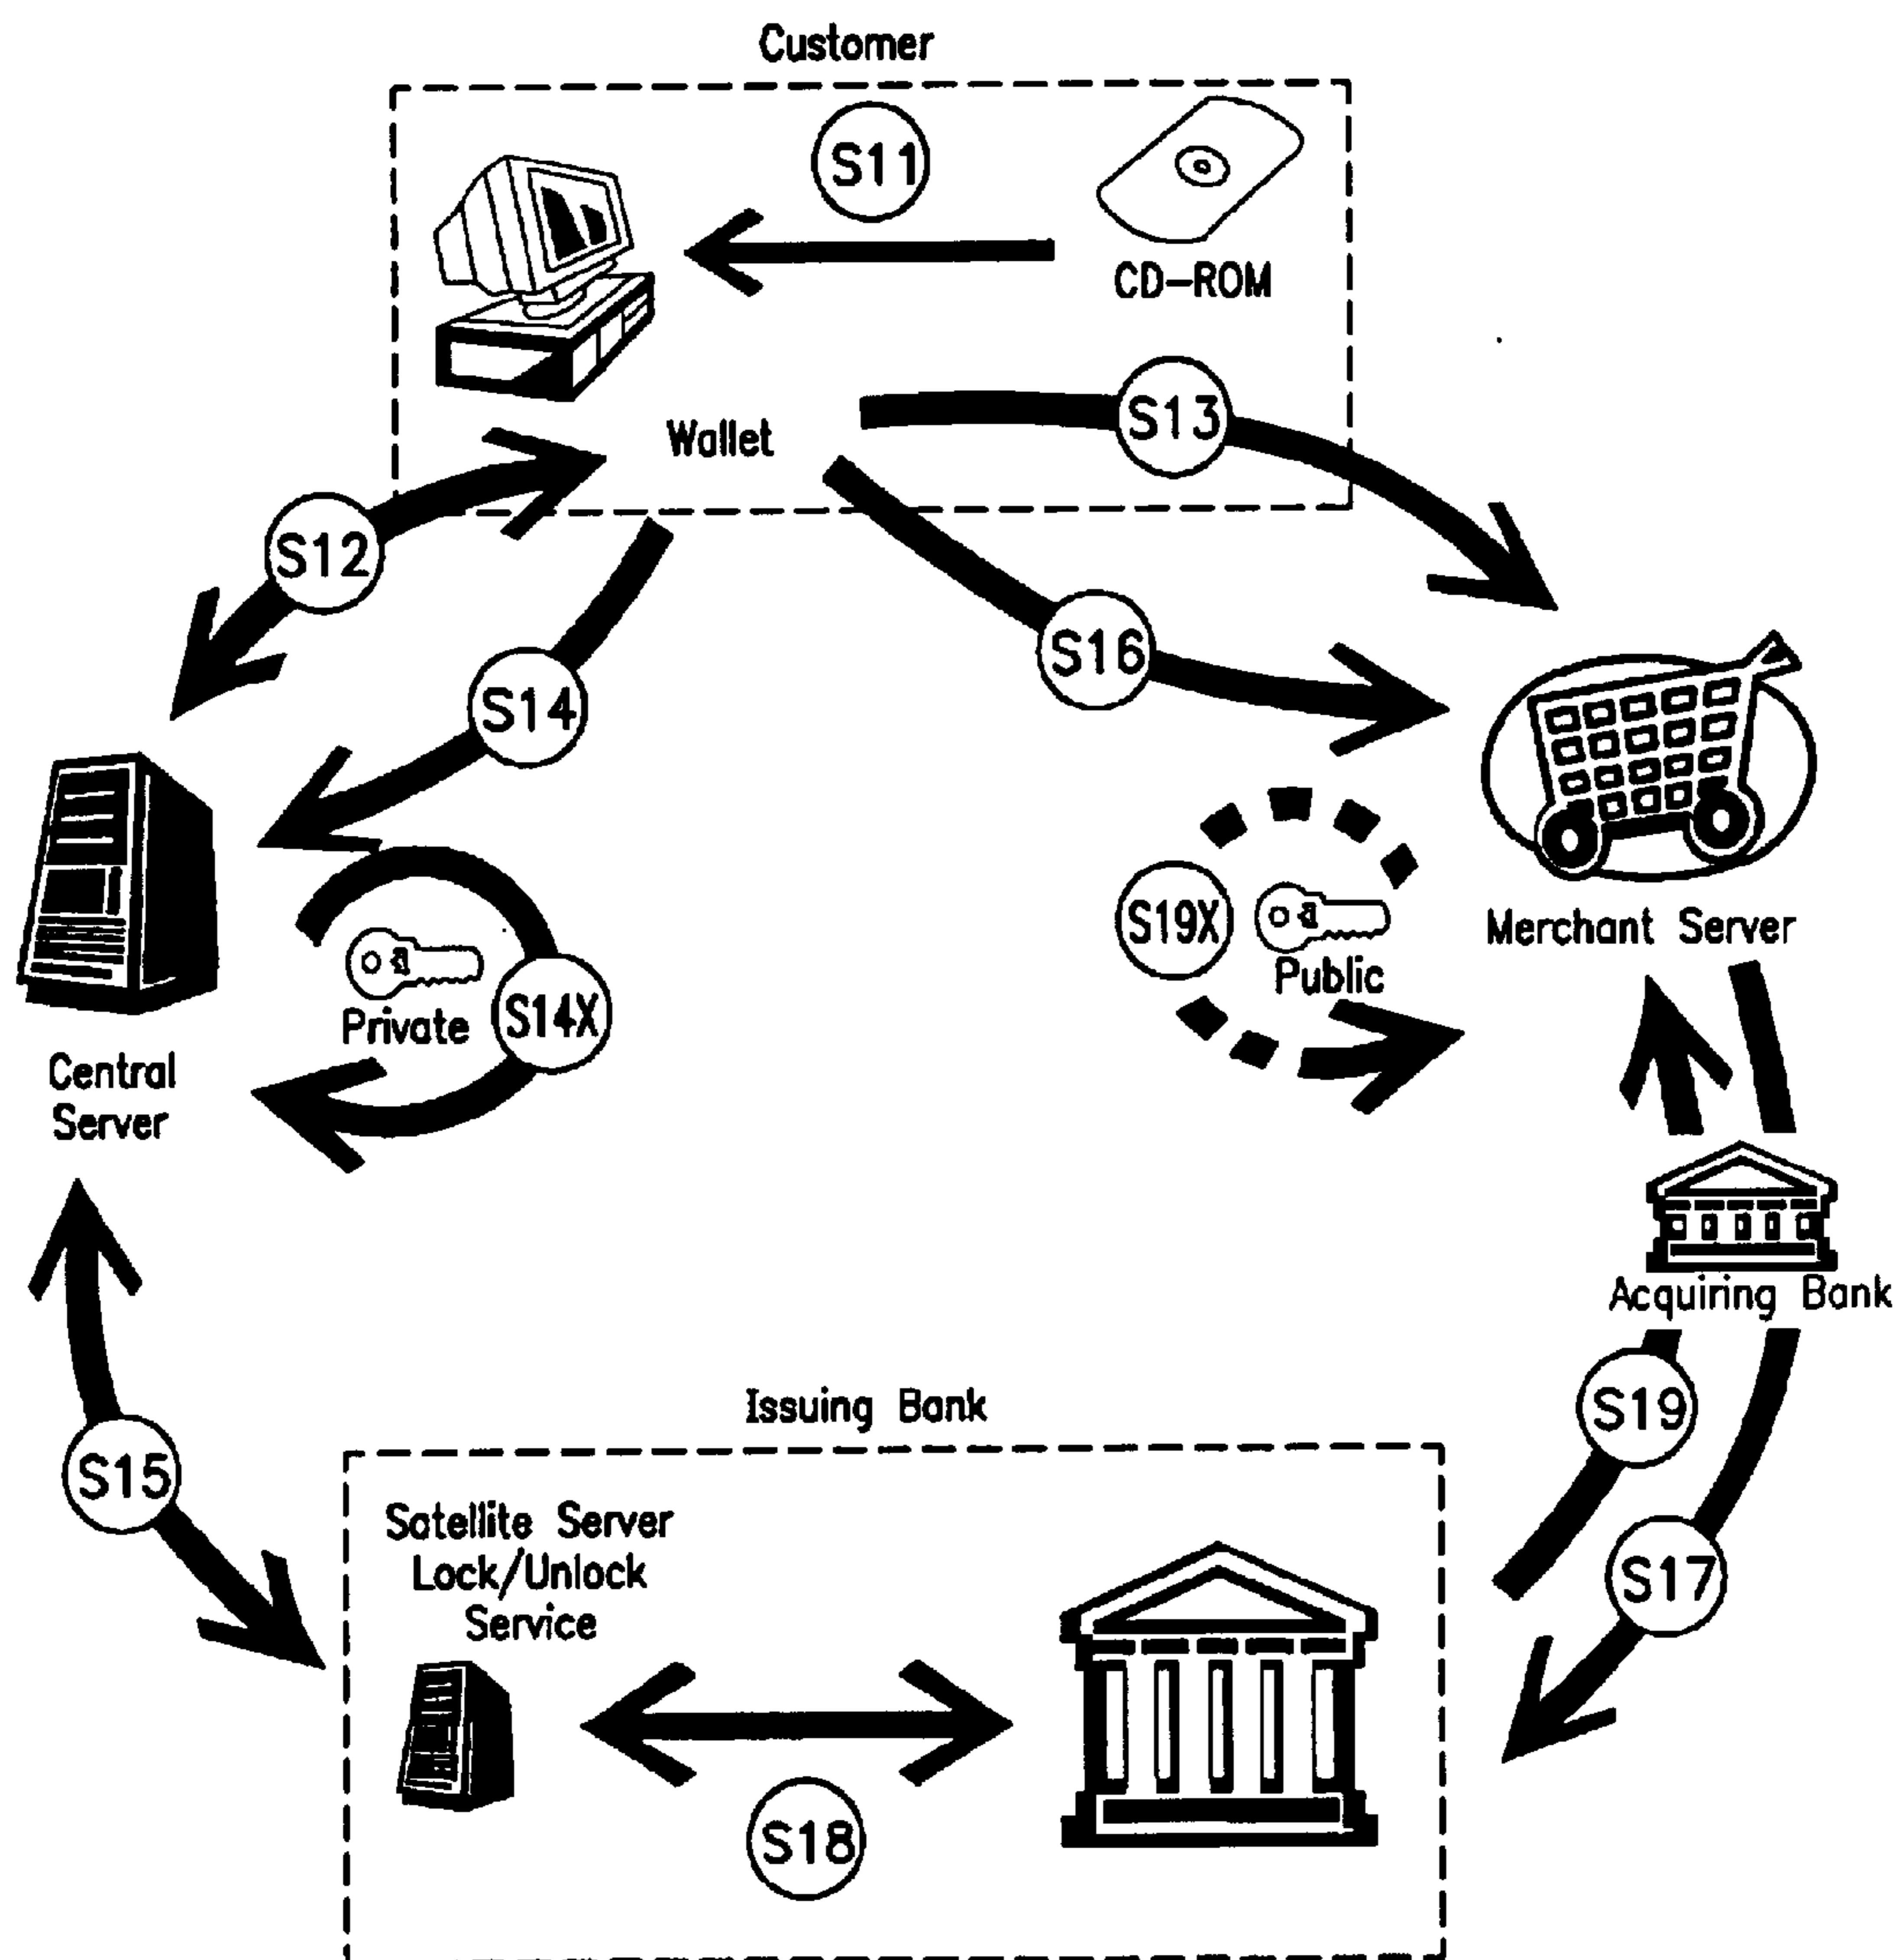 Customer
S11
CD-ROM
S13
Wallet
S12
S16
S14
S19X
Public
Merchant Server
Private
S14X
Central
Server
Acquiring Bank
S19
Issuing Bank
S15
Satellite Server
Lock/Unlock
Service
S17
S18